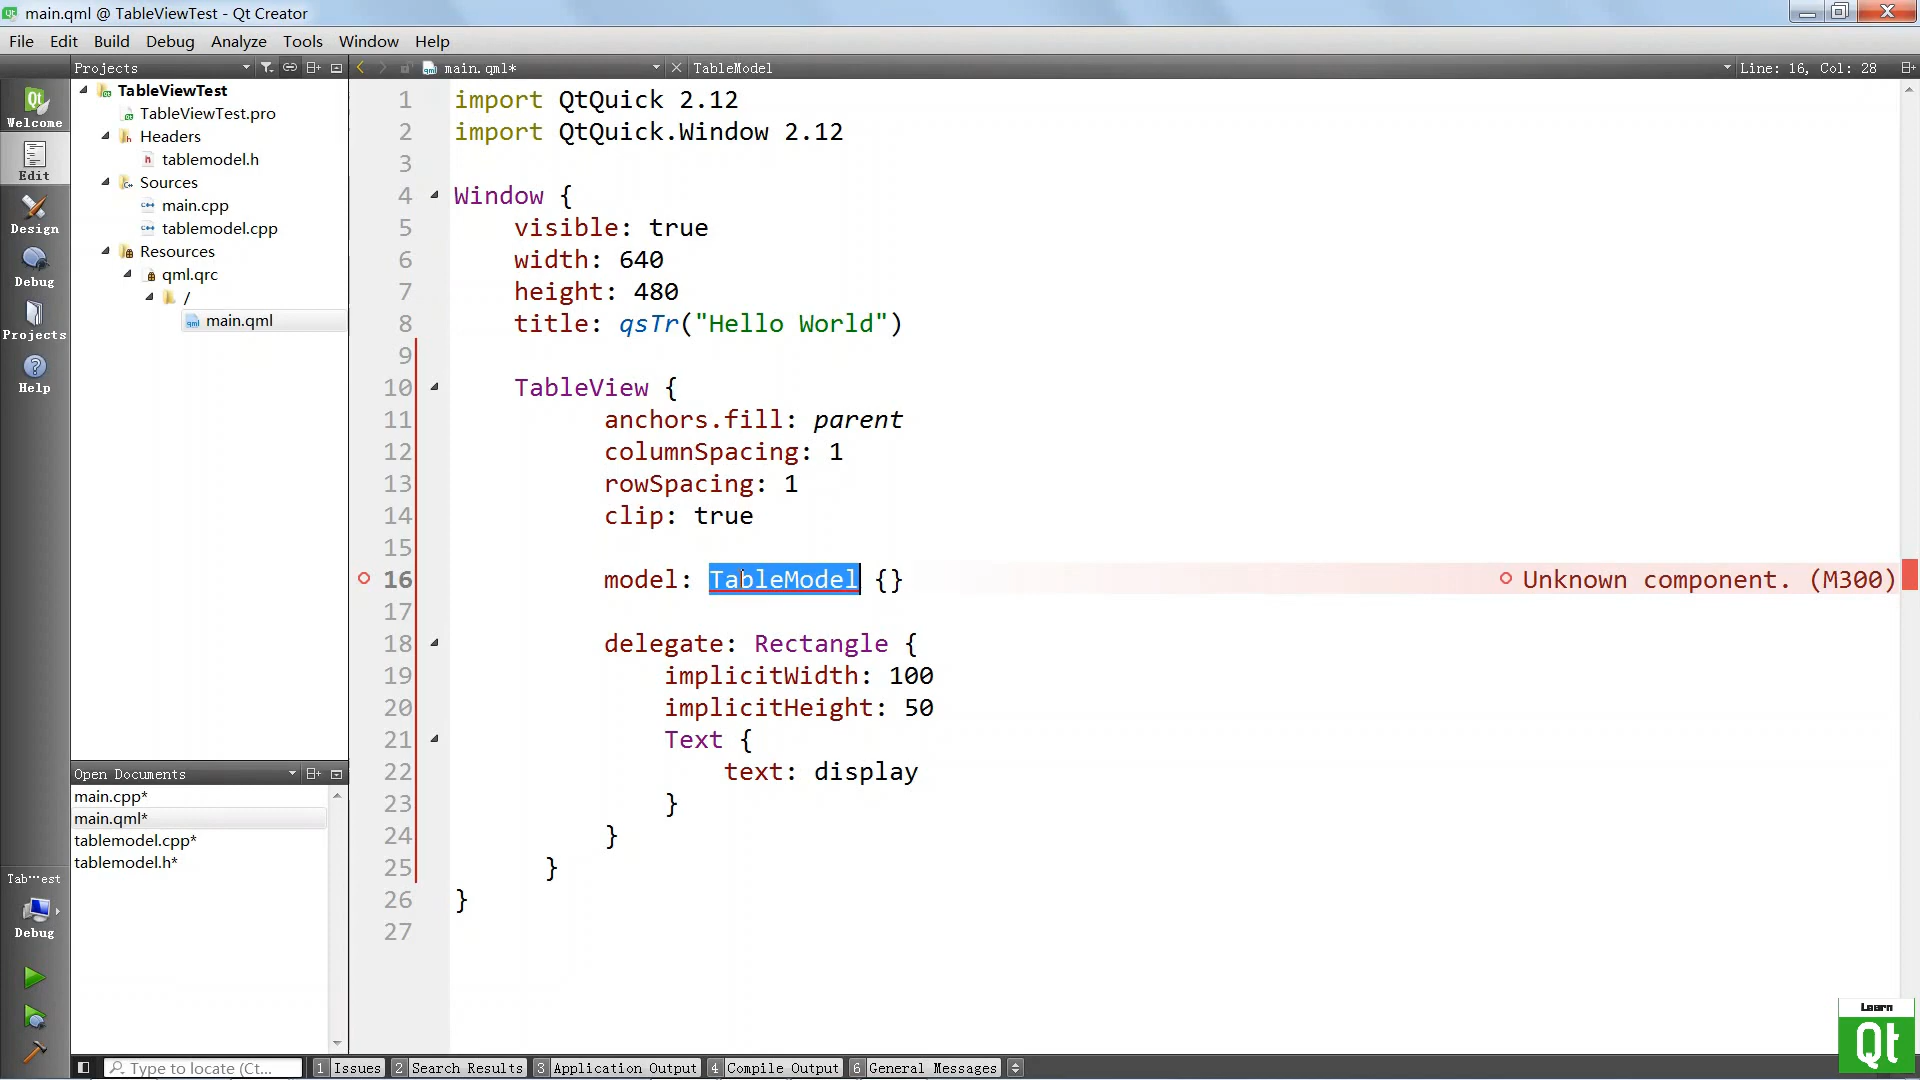 main.qml @ TableViewTest - Qt Creator
File Edit Build Debug Analyze Tools Window Help
Projects main.qml* TableModel Line: 16, Col: 28
Welcome
Edit
Design
Debug
Projects
Help
TableViewTest
TableViewTest.pro
Headers
tablemodel.h
Sources
main.cpp
tablemodel.cpp
Resources
qml.qrc
/
main.qml
1 import QtQuick 2.12
2 import QtQuick.Window 2.12
3
4 Window {
5 visible: true
6 width: 640
7 height: 480
8 title: qsTr("Hello World")
9
10 TableView {
11 anchors.fill: parent
12 columnSpacing: 1
13 rowSpacing: 1
14 clip: true
15
16 model: TableModel {} Unknown component. (M300)
17
18 delegate: Rectangle {
19 implicitWidth: 100
20 implicitHeight: 50
21 Text {
22 text: display
23 }
24 }
25 }
26 }
27
Open Documents
main.cpp*
main.qml*
tablemodel.cpp*
tablemodel.h*
Tab···est
Debug
Type to locate (Ct... 1 Issues 2 Search Results 3 Application Output 4 Compile Output 6 General Messages
Learn
Qt